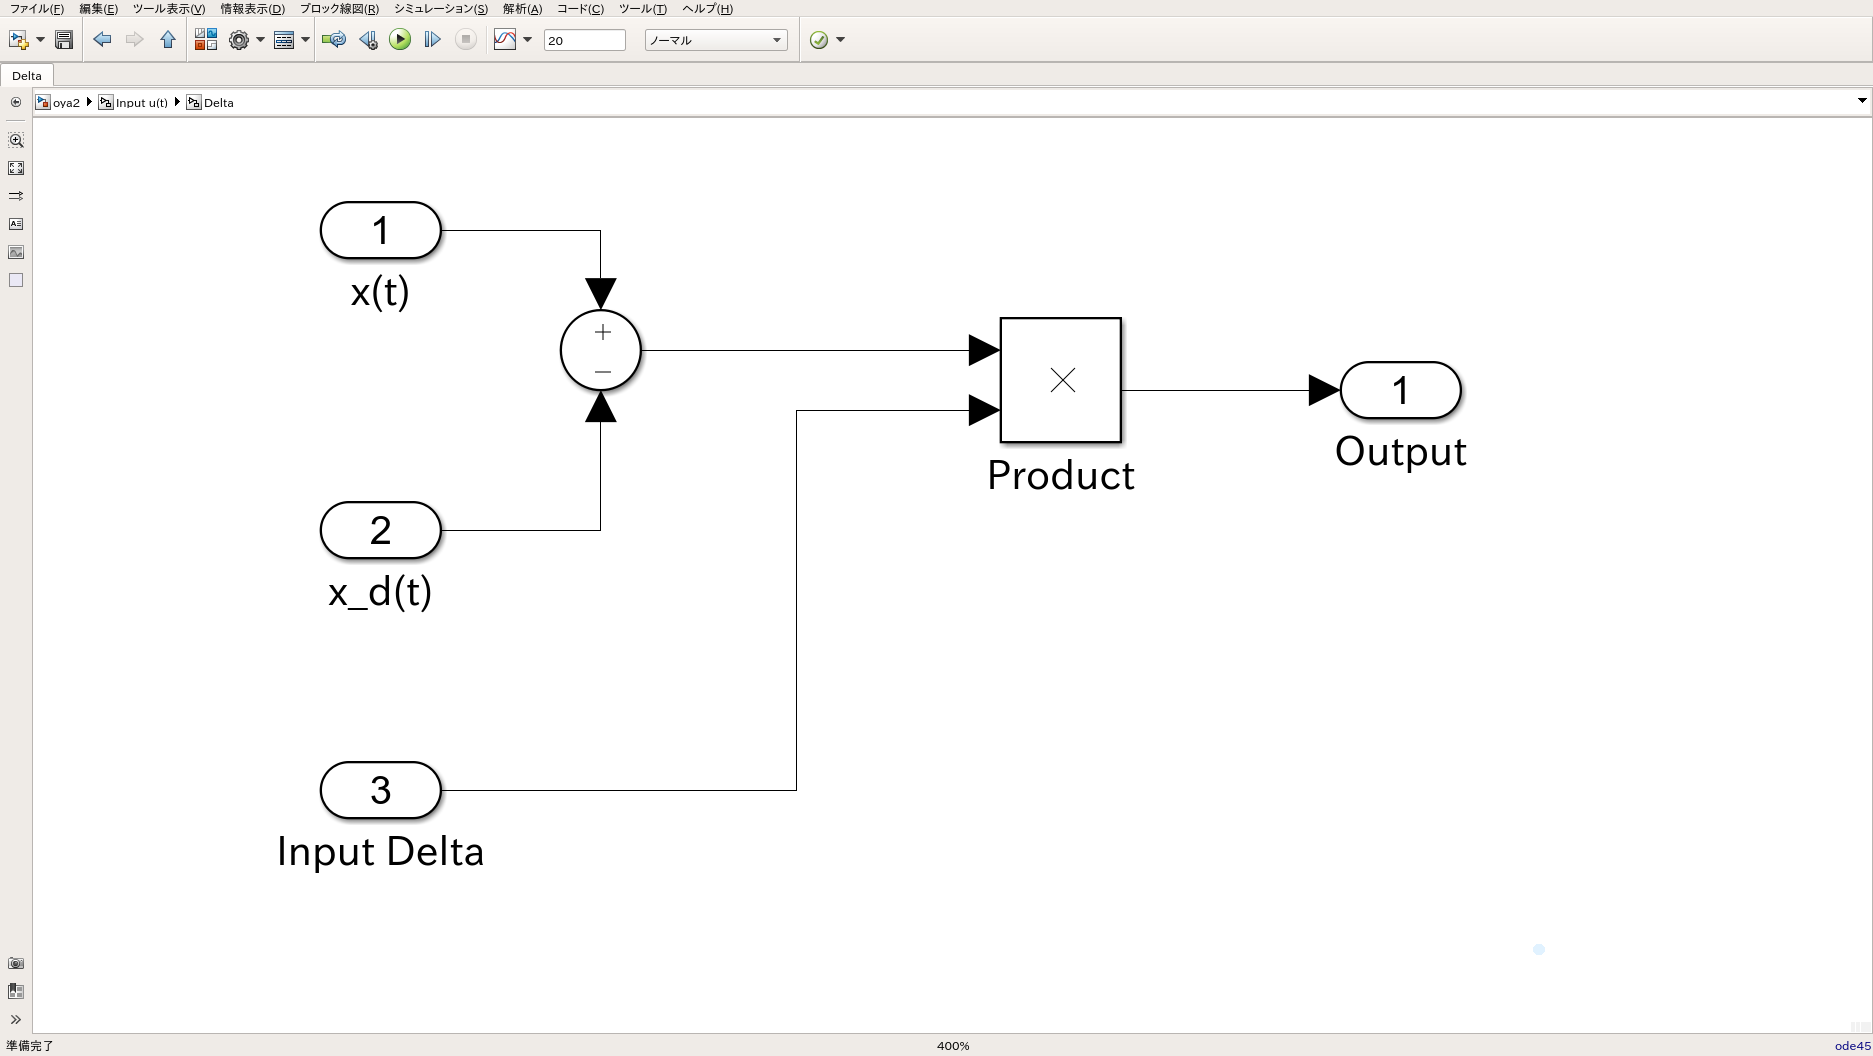 ファイル(F) 編集(E) ツール表示(V) 情報表示(D) ブロック線図(R) シミュレーション(S) 解析(A) コード(C) ツール(T) ヘルプ(H)
20 ノーマル
Delta
oya2 Input u(t) Delta
1
x(t)
+
−
×
Product
1
Output
2
x_d(t)
3
Input Delta
準備完了 400% ode45